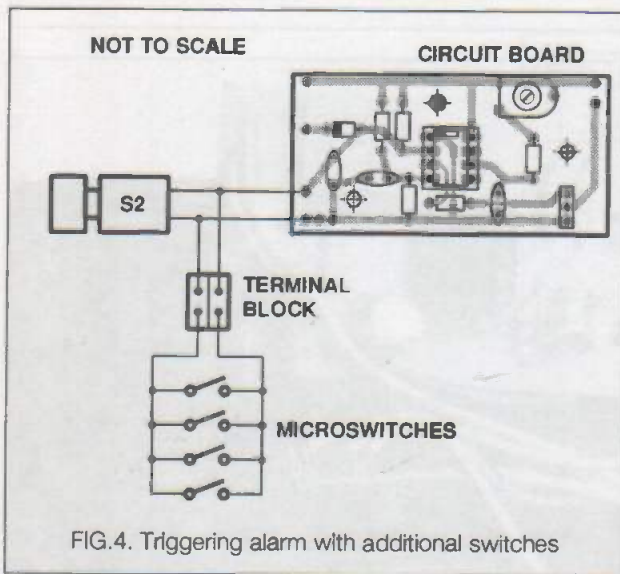 NOT TO SCALE
CIRCUIT BOARD
S2
TERMINAL
BLOCK
MICROSWITCHES
FIG.4. Triggering alarm with additional switches